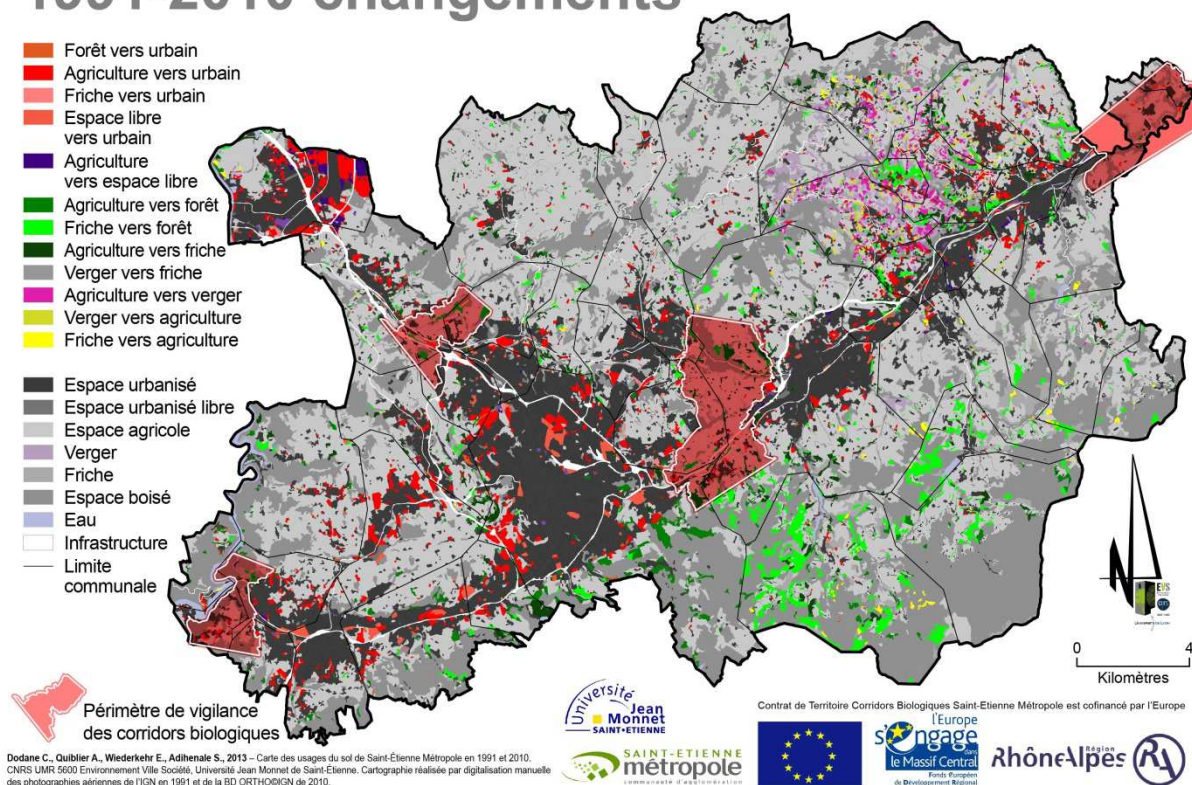 1991-2010 changements
Forêt vers urbain
Agriculture vers urbain
Friche vers urbain
Espace libre
vers urbain
Agriculture
vers espace libre
Agriculture vers forêt
Friche vers forêt
Agriculture vers friche
Verger vers friche
Agriculture vers verger
Verger vers agriculture
Friche vers agriculture
Espace urbanisé
Espace urbanisé libre
Espace agricole
Verger
Friche
Espace boisé
Eau
Infrastructure
Limite
communale
EVS
0 4
Kilomètres
Périmètre de vigilance
des corridors biologiques
Dodane C., Quiblier A., Wiederkehr E., Adihenale S., 2013 – Carte des usages du sol de Saint-Étienne Métropole en 1991 et 2010.
CNRS UMR 5600 Environnement Ville Société, Université Jean Monnet de Saint-Étienne. Cartographie réalisée par digitalisation manuelle
des photographies aériennes de l'IGN en 1991 et de la BD ORTHO©IGN de 2010.
Université
Jean
Monnet
SAINT-ETIENNE
SAINT-ETIENNE
métropole
communauté d'agglomération
Contrat de Territoire Corridors Biologiques Saint-Etienne Métropole est cofinancé par l'Europe
l'Europe
s'engage
dans
le Massif Central
Fonds Européen
de Développement Régional
RhôneAlpes Région
RA